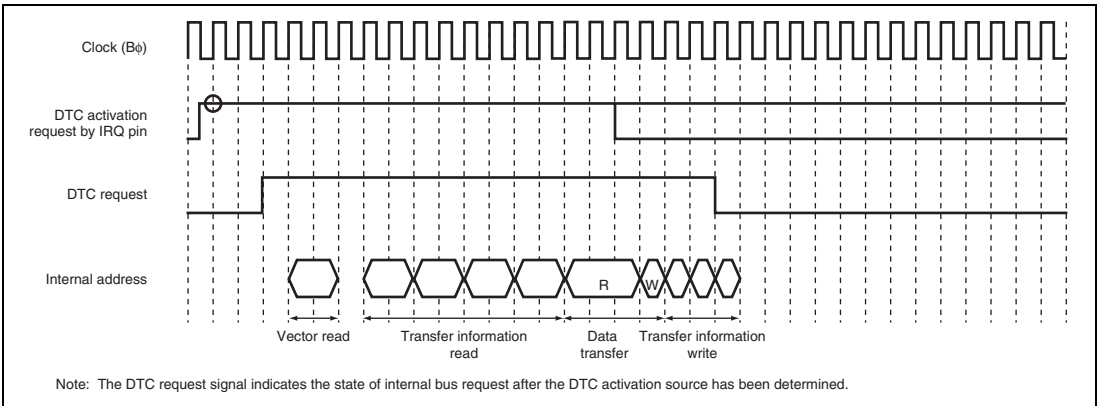 Clock (Bϕ)
DTC activation
request by IRQ pin
DTC request
Internal address
R
W
Vector read
Transfer information
read
Data
transfer
Transfer information
write
Note: The DTC request signal indicates the state of internal bus request after the DTC activation source has been determined.